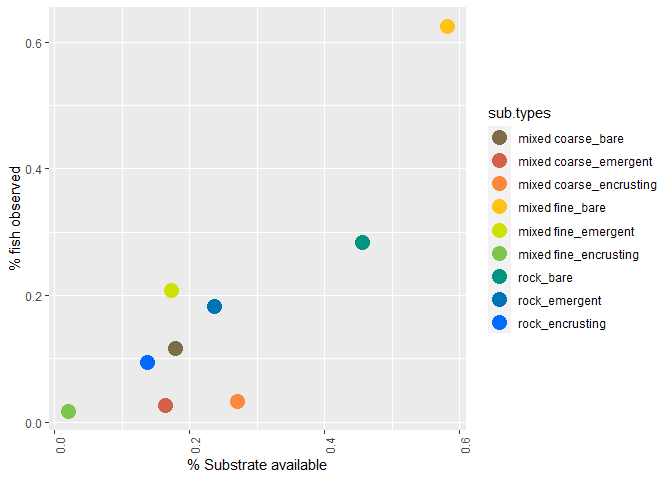 0.6
0.4
0.2
0.0
% fish observed
0.0
0.2
0.4
0.6
% Substrate available
sub.types
mixed coarse_bare
mixed coarse_emergent
mixed coarse_encrusting
mixed fine_bare
mixed fine_emergent
mixed fine_encrusting
rock_bare
rock_emergent
rock_encrusting